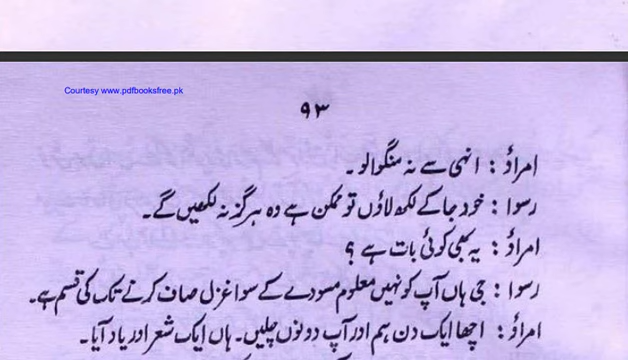 Courtesy www.pdfbooksfree.pk
۹۳
امراؤ : انہی سے نہ منگوالو ۔
رسوا : خود جا کے لکھ لاؤں تو ممکن ہے وہ ہرگز نہ لکھیں گے۔
امراؤ : یہ بھی کوئی بات ہے ؟
رسوا : جی ہاں آپ کو نہیں معلوم مسودے کے سوا غزل صاف کرنے تک کی قسم ہے۔
امراؤ : اچھا ایک دن ہم اور آپ دونوں چلیں۔ ہاں ایک شعر اور یاد آیا۔